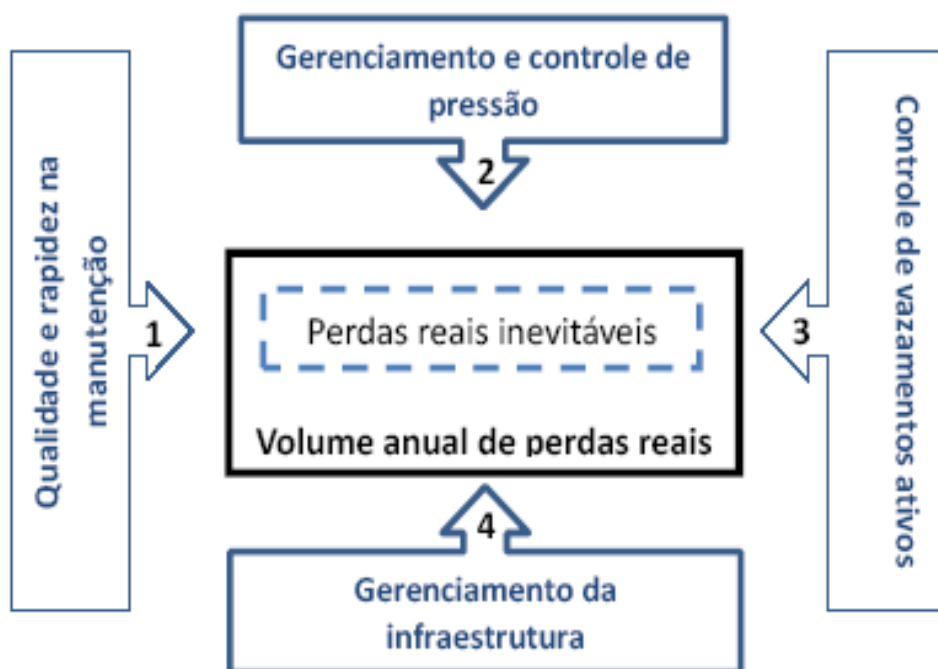 Gerenciamento e controle de
pressão
2
Qualidade e rapidez na
manutenção
1
Perdas reais inevitáveis
Volume anual de perdas reais
3
Controle de vazamentos ativos
4
Gerenciamento da
infraestrutura